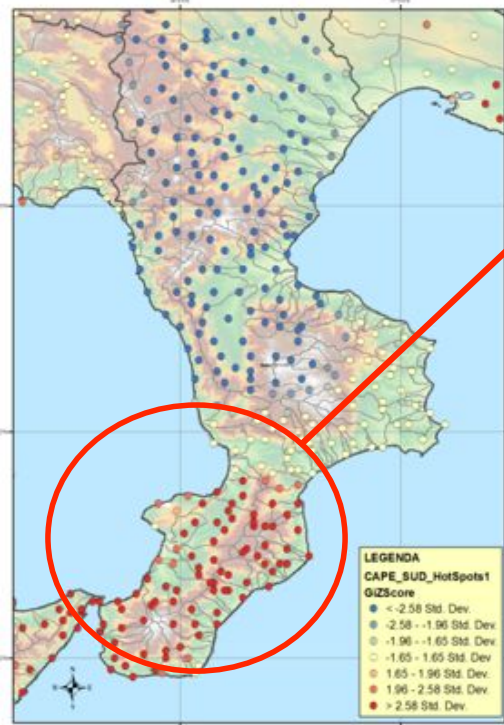 LEGENDA
CAPE_SUD_HotSpots1
GiZScore
< -2.58 Std. Dev.
-2.58 - -1.96 Std. Dev.
-1.96 - -1.65 Std. Dev.
-1.65 - 1.65 Std. Dev.
1.65 - 1.96 Std. Dev.
1.96 - 2.58 Std. Dev.
> 2.58 Std. Dev.
N